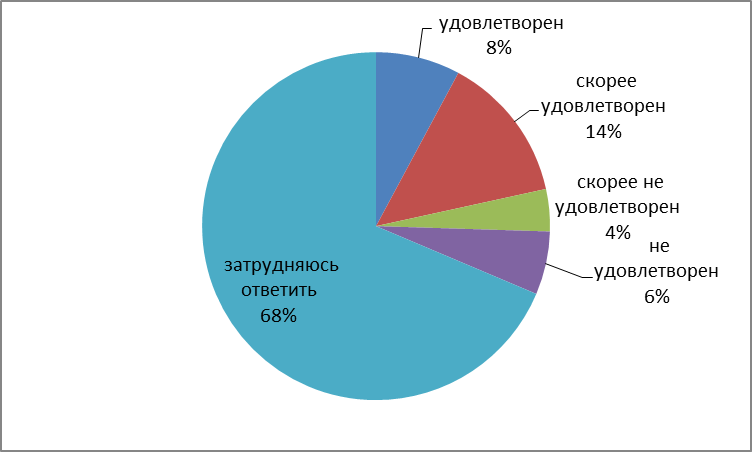 удовлетворен
8%
скорее
удовлетворен
14%
скорее не
удовлетворен
4%
не
удовлетворен
6%
затрудняюсь
ответить
68%